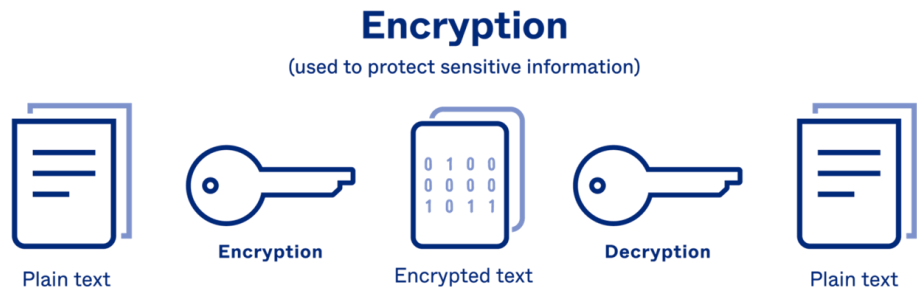 Encryption
(used to protect sensitive information)
0 1 0 0
0 0 0 0
1 0 1 1
Encryption
Decryption
Plain text
Encrypted text
Plain text